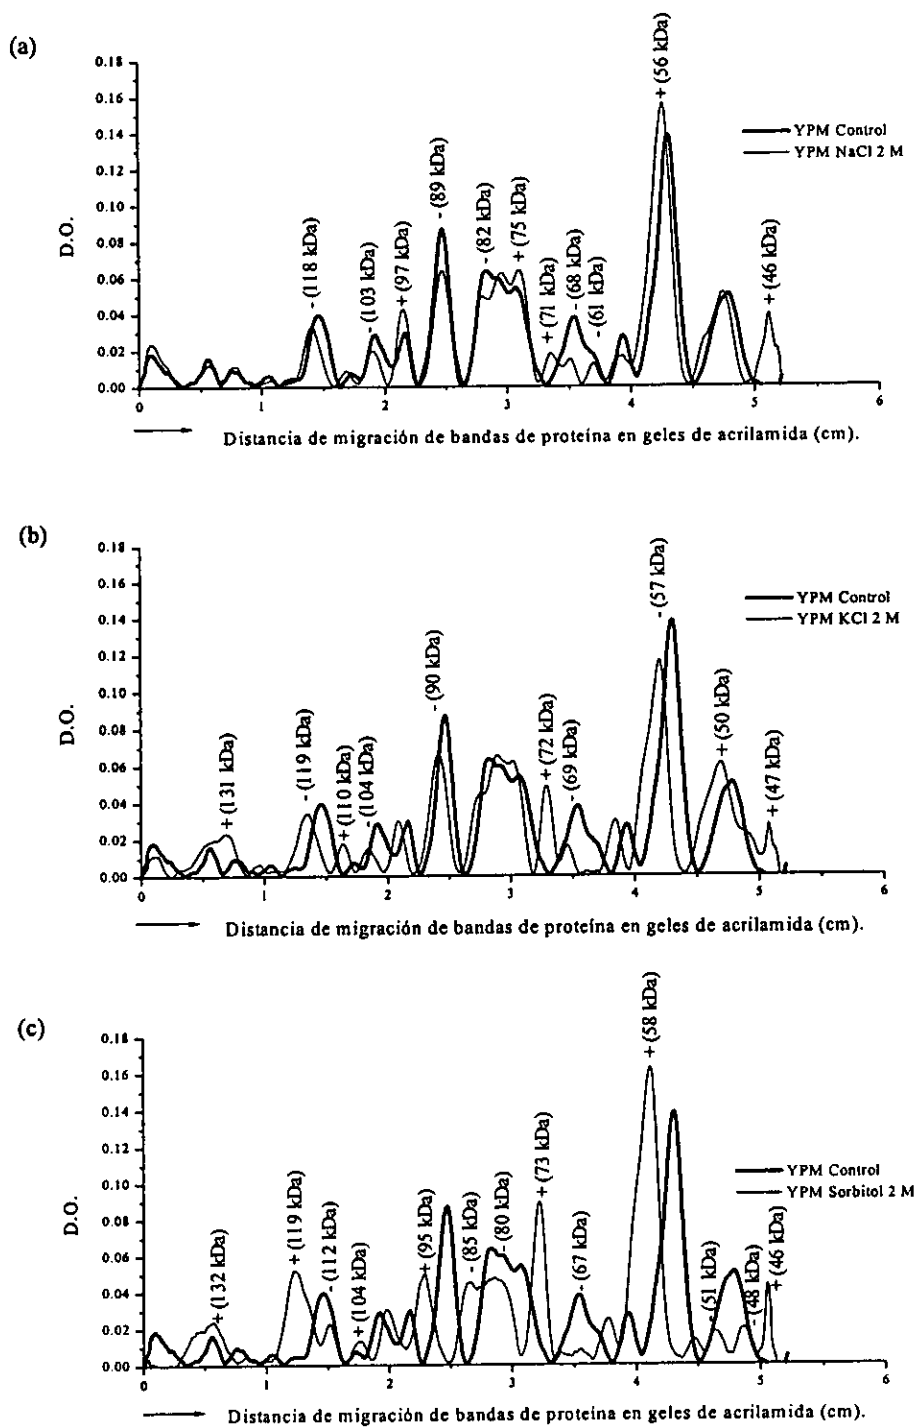 (a)
+ (56 kDa)
0.18
0.16
0.14
0.12
0.10
0.08
0.06
0.04
0.02
0.00
D.O.
YPM Control
YPM NaCl 2 M
- (118 kDa)
- (103 kDa)
+ (97 kDa)
- (89 kDa)
- (82 kDa)
+ (75 kDa)
+ (71 kDa)
- (68 kDa)
- (61 kDa)
+ (46 kDa)
0 1 2 3 4 5 6
Distancia de migración de bandas de proteína en geles de acrilamida (cm).
(b)
- (57 kDa)
0.18
0.16
0.14
0.12
0.10
0.08
0.06
0.04
0.02
0.00
D.O.
YPM Control
YPM KCl 2 M
+ (131 kDa)
- (119 kDa)
+ (110 kDa)
- (104 kDa)
- (90 kDa)
+ (72 kDa)
- (69 kDa)
+ (50 kDa)
+ (47 kDa)
0 1 2 3 4 5 6
Distancia de migración de bandas de proteína en geles de acrilamida (cm).
(c)
+ (58 kDa)
0.18
0.16
0.14
0.12
0.10
0.08
0.06
0.04
0.02
0.00
D.O.
YPM Control
YPM Sorbitol 2 M
+ (132 kDa)
+ (119 kDa)
- (112 kDa)
+ (104 kDa)
+ (95 kDa)
- (85 kDa)
- (80 kDa)
+ (73 kDa)
- (67 kDa)
- (51 kDa)
- (48 kDa)
+ (46 kDa)
0 1 2 3 4 5 6
Distancia de migración de bandas de proteína en geles de acrilamida (cm).